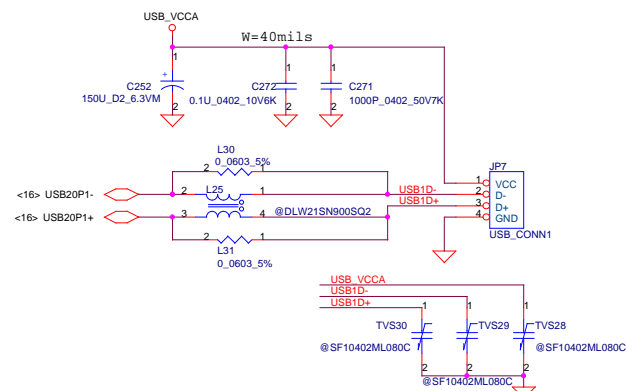 USB_VCCA
W=40mils
1
1
1
+
C252
C272
C271
150U_D2_6.3VM
0.1U_0402_10V6K
1000P_0402_50V7K
2
2
2
L30
0_0603_5%
JP7
2
1
1
VCC
<16> USB20P1-
2
L25
1
USB1D-
2
D-
USB1D+
3
D+
<16> USB20P1+
3
4
@DLW21SN900SQ2
4
GND
2
1
USB_CONN1
L31
0_0603_5%
USB_VCCA
USB1D-
USB1D+
1
1
1
TVS30
TVS29
TVS28
@SF10402ML080C
@SF10402ML080C
2
2
2
@SF10402ML080C